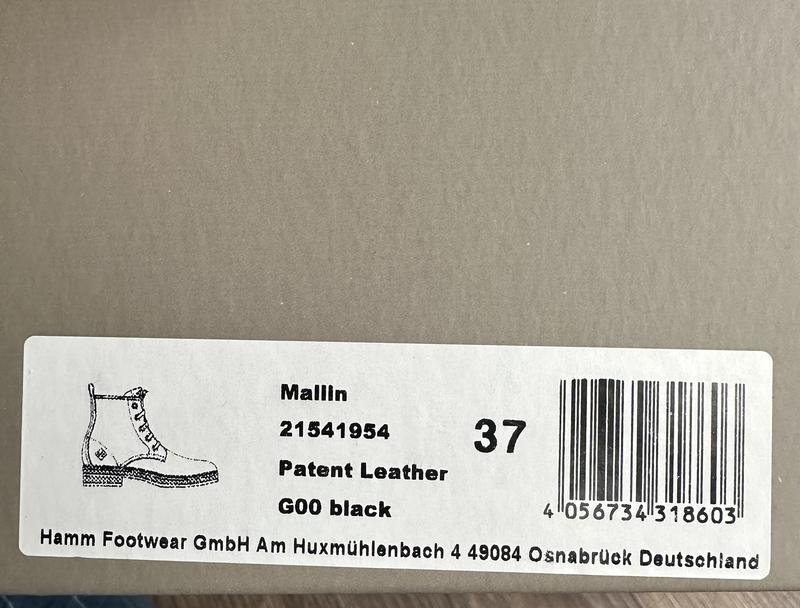 Mallin
21541954
Patent Leather
G00 black
37
4 056734 318603
Hamm Footwear GmbH Am Huxmühlenbach 4 49084 Osnabrück Deutschland